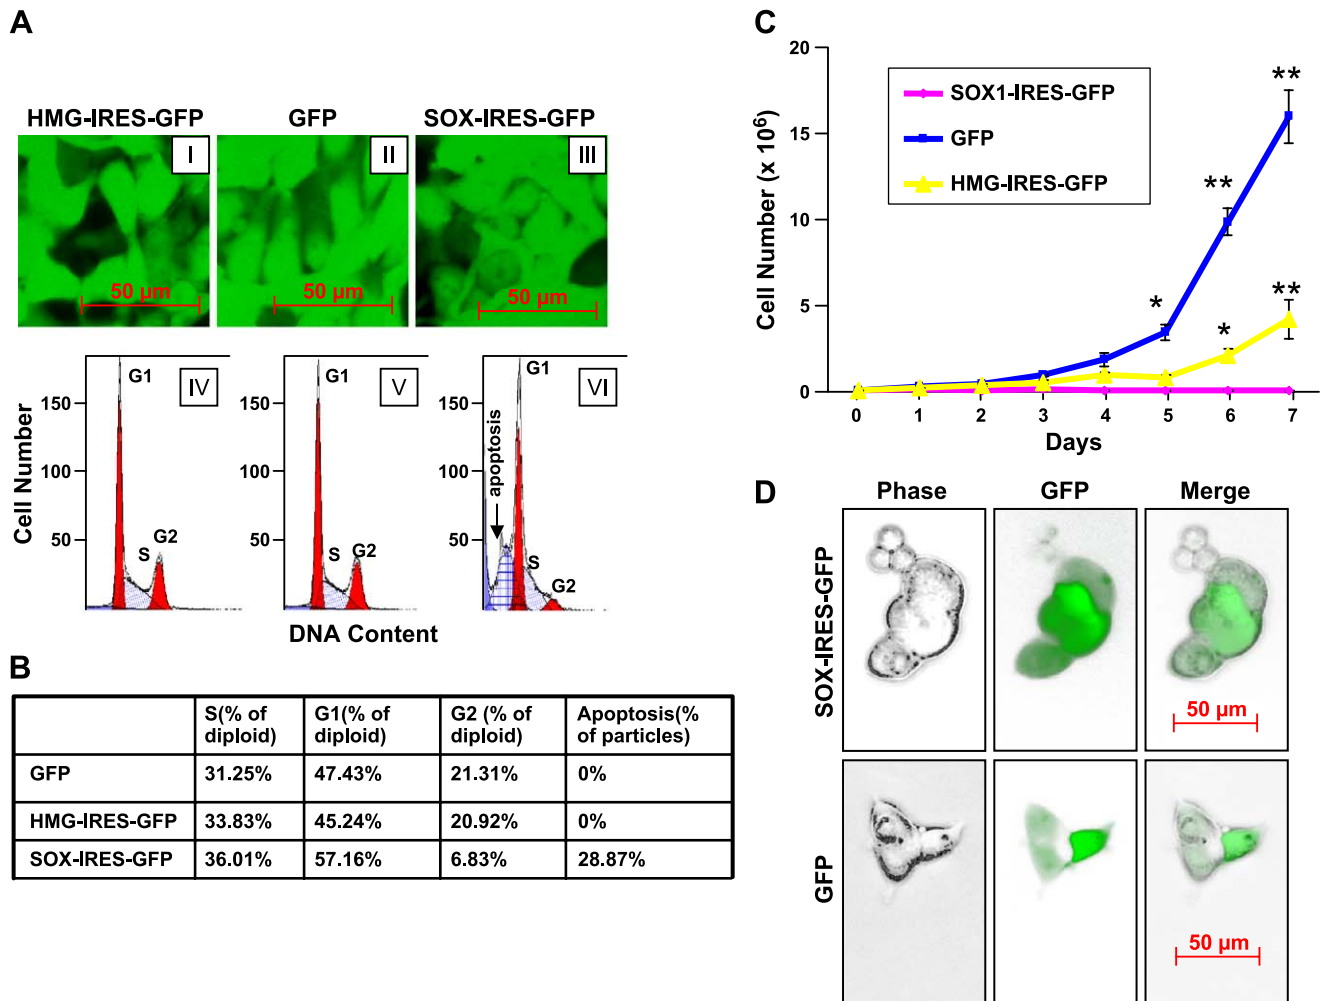 A
HMG-IRES-GFP
GFP
SOX-IRES-GFP
I
II
III
50 µm
50 µm
50 µm
Cell Number
150
100
50
G1
S
G2
IV
150
100
50
G1
S
G2
V
150
100
50
apoptosis
G1
S
G2
VI
DNA Content
B
S(% of diploid)
G1(% of diploid)
G2 (% of diploid)
Apoptosis(% of particles)
GFP
31.25%
47.43%
21.31%
0%
HMG-IRES-GFP
33.83%
45.24%
20.92%
0%
SOX-IRES-GFP
36.01%
57.16%
6.83%
28.87%
C
Cell Number (x 10⁶)
20
15
10
5
0
SOX1-IRES-GFP
GFP
HMG-IRES-GFP
*
**
**
*
**
0 1 2 3 4 5 6 7
Days
D
Phase
GFP
Merge
SOX-IRES-GFP
50 µm
GFP
50 µm